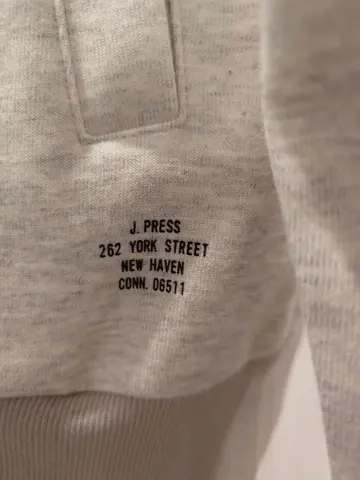 J. PRESS
262 YORK STREET
NEW HAVEN
CONN. 06511